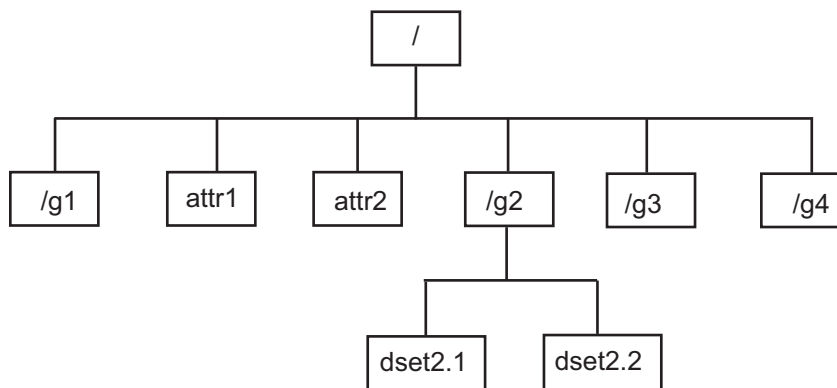 /
/g1
attr1
attr2
/g2
/g3
/g4
dset2.1
dset2.2